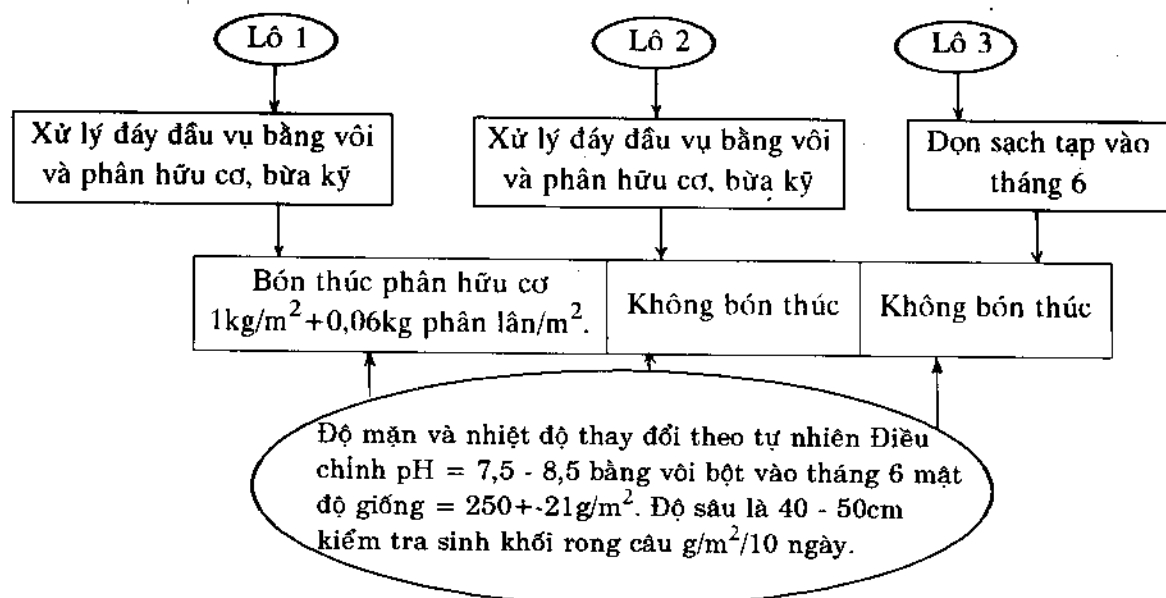 Lô 1
Lô 2
Lô 3
Xử lý đáy đầu vụ bằng vôi
và phân hữu cơ, bừa kỹ
Xử lý đáy đầu vụ bằng vôi
và phân hữu cơ, bừa kỹ
Dọn sạch tạp vào
tháng 6
Bón thúc phân hữu cơ
1kg/m²+0,06kg phân lân/m².
Không bón thúc
Không bón thúc
Độ mặn và nhiệt độ thay đổi theo tự nhiên Điều
chỉnh pH = 7,5 - 8,5 bằng vôi bột vào tháng 6 mật
độ giống = 250+-21g/m². Độ sâu là 40 - 50cm
kiểm tra sinh khối rong câu g/m²/10 ngày.